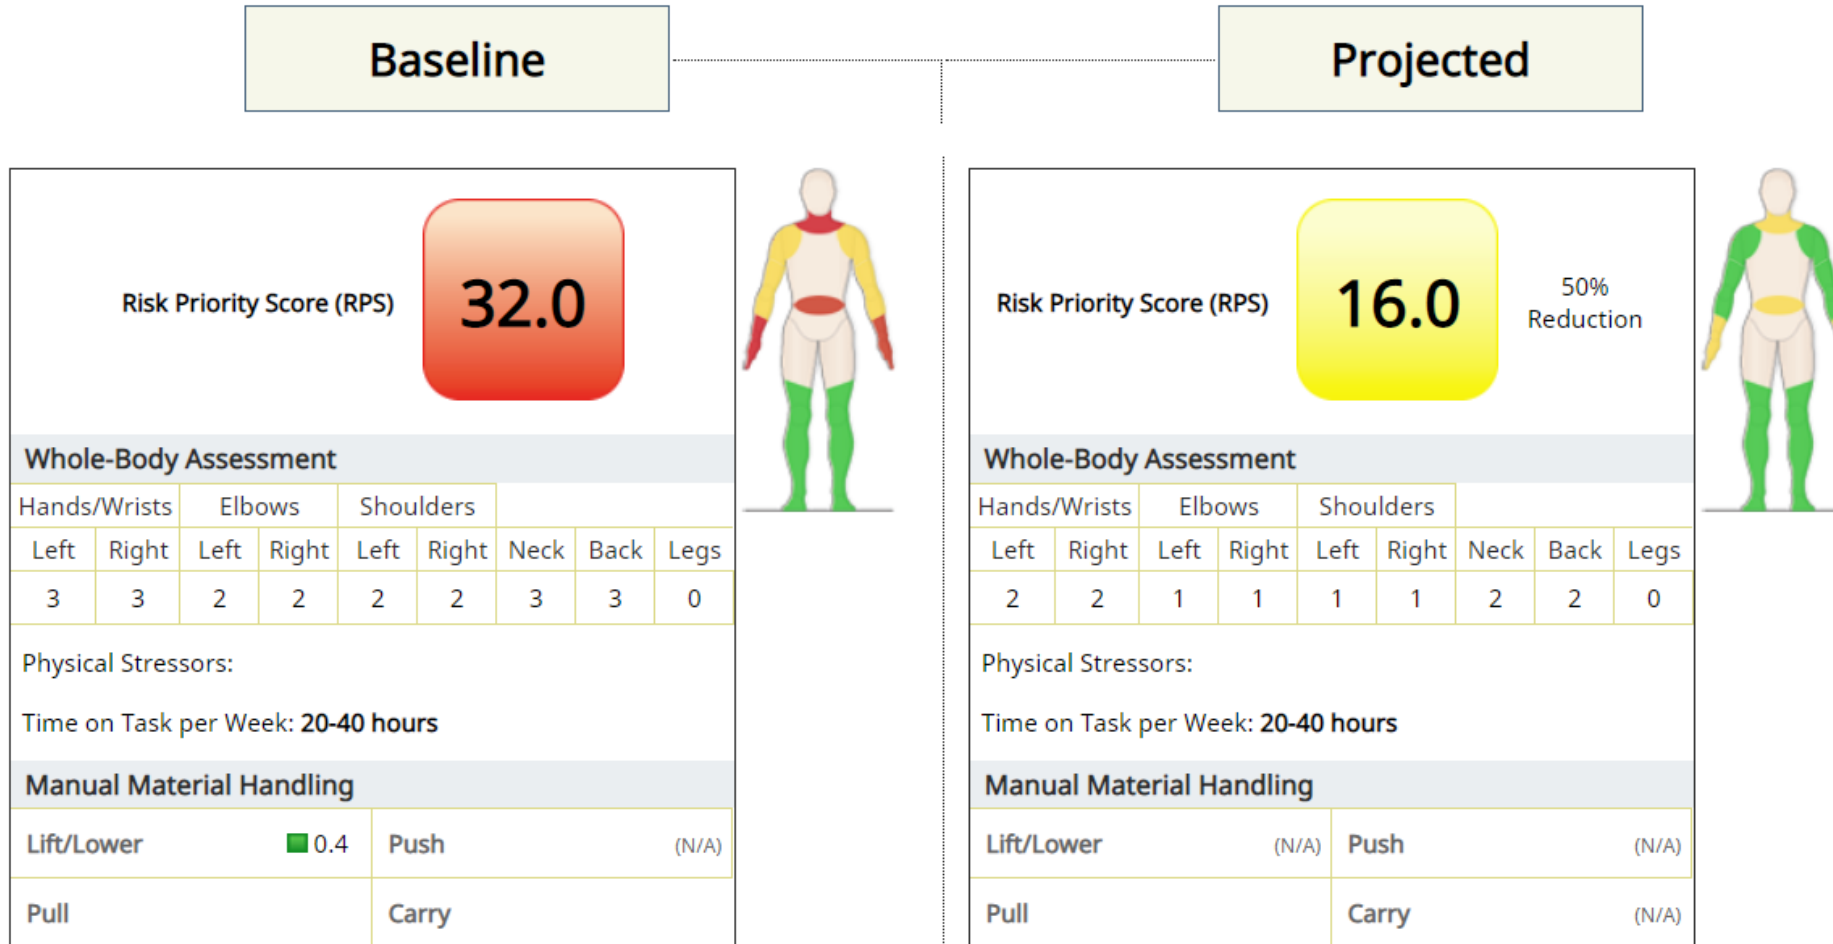 Baseline
Projected
Risk Priority Score (RPS)
32.0
Whole-Body Assessment
Hands/Wrists Elbows Shoulders
Left Right Left Right Left Right Neck Back Legs
3 3 2 2 2 2 3 3 0
Physical Stressors:
Time on Task per Week: 20-40 hours
Manual Material Handling
Lift/Lower 0.4 Push (N/A)
Pull Carry
Risk Priority Score (RPS)
16.0
50%
Reduction
Whole-Body Assessment
Hands/Wrists Elbows Shoulders
Left Right Left Right Left Right Neck Back Legs
2 2 1 1 1 1 2 2 0
Physical Stressors:
Time on Task per Week: 20-40 hours
Manual Material Handling
Lift/Lower (N/A) Push (N/A)
Pull Carry (N/A)